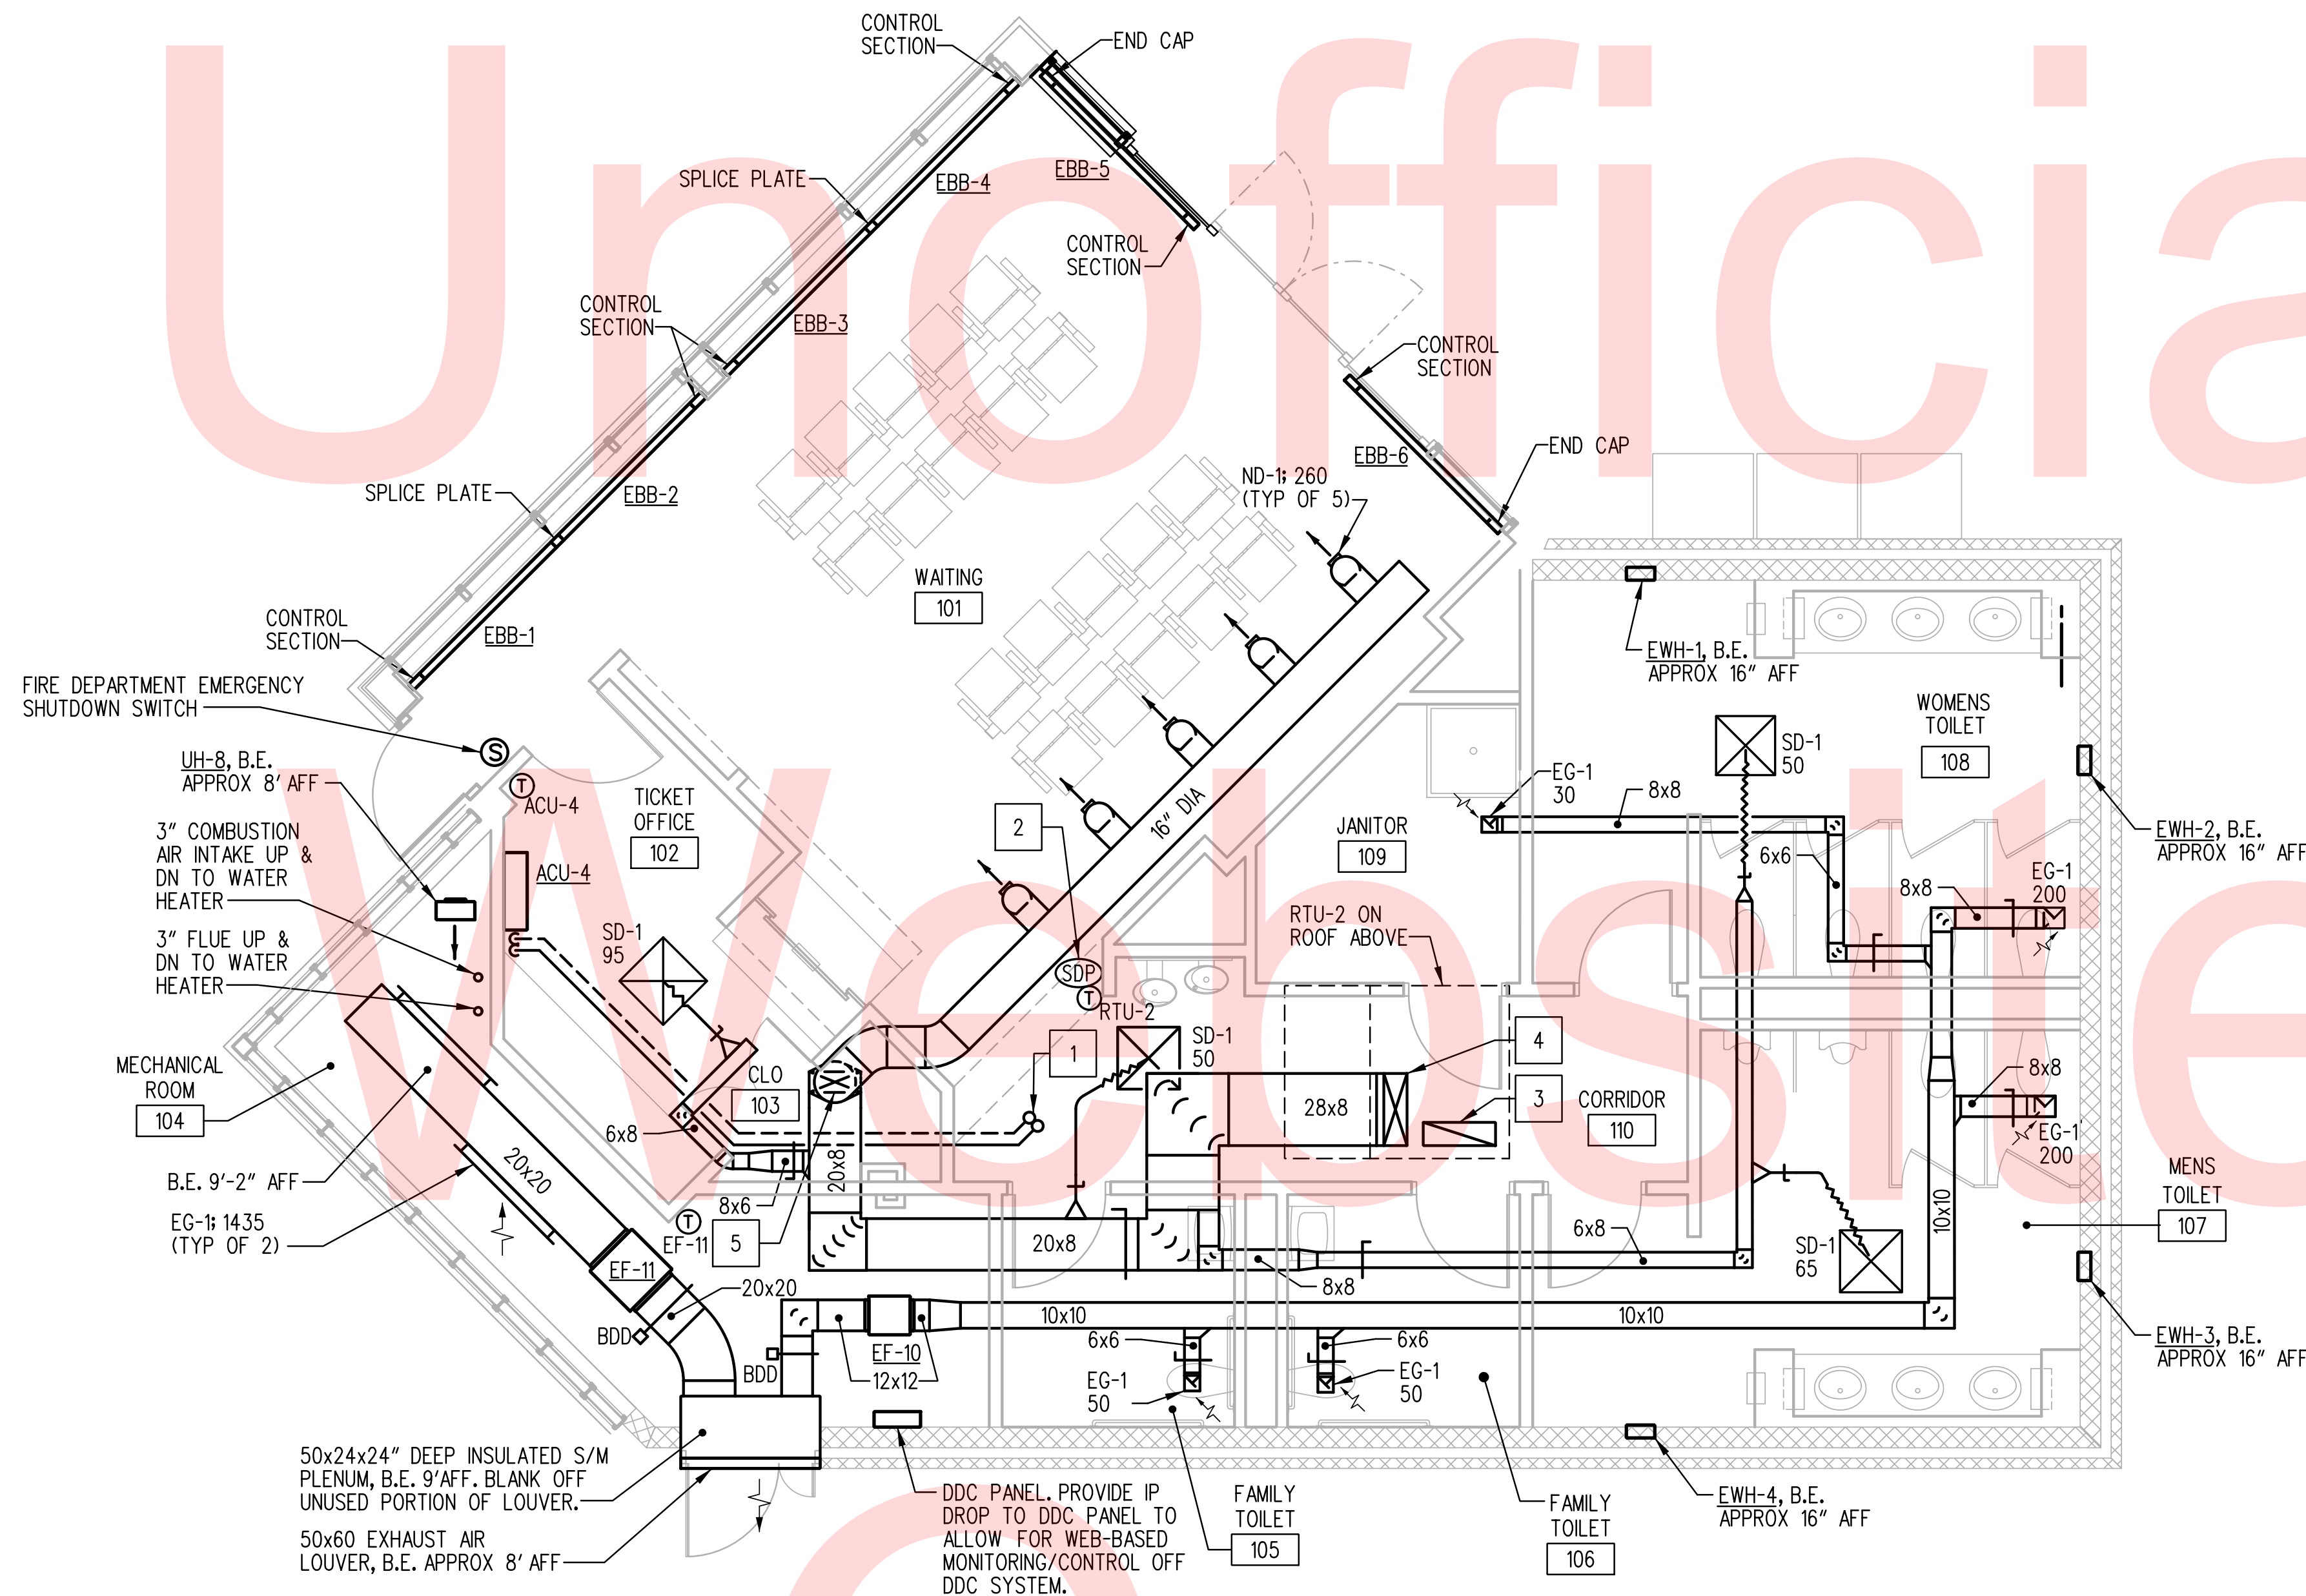 CONTROL
SECTION
END CAP
SPLICE PLATE
EBB-4
EBB-5
CONTROL
SECTION
CONTROL
SECTION
EBB-3
CONTROL
SECTION
EBB-6
END CAP
SPLICE PLATE
EBB-2
ND-1; 260
(TYP OF 5)
WAITING
101
CONTROL
SECTION
EBB-1
FIRE DEPARTMENT EMERGENCY
SHUTDOWN SWITCH
S
EWH-1, B.E.
APPROX 16" AFF
WOMENS
TOILET
108
SD-1
50
UH-8, B.E.
APPROX 8' AFF
T
ACU-4
TICKET
OFFICE
102
3" COMBUSTION
AIR INTAKE UP &
DN TO WATER
HEATER
ACU-4
3" FLUE UP &
DN TO WATER
HEATER
SD-1
95
2
16" DIA
JANITOR
109
EG-1
30
8x8
6x6
EWH-2, B.E.
APPROX 16" AFF
8x8
EG-1
200
RTU-2 ON
ROOF ABOVE
SDP
T
RTU-2
SD-1
50
1
4
3
28x8
CORRIDOR
110
MECHANICAL
ROOM
104
CLO
103
6x8
8x8
EG-1
200
B.E. 9'-2" AFF
20x20
20x8
8x6
EG-1; 1435
(TYP OF 2)
T
EF-11
5
20x8
6x8
SD-1
65
10x10
MENS
TOILET
107
EF-11
20x20
8x8
BDD
BDD
EF-10
12x12
10x10
10x10
6x6
6x6
EG-1
50
EG-1
50
EWH-3, B.E.
APPROX 16" AFF
50x24x24" DEEP INSULATED S/M
PLENUM, B.E. 9'AFF. BLANK OFF
UNUSED PORTION OF LOUVER.
50x60 EXHAUST AIR
LOUVER, B.E. APPROX 8' AFF
DDC PANEL. PROVIDE IP
DROP TO DDC PANEL TO
ALLOW FOR WEB-BASED
MONITORING/CONTROL OFF
DDC SYSTEM.
FAMILY
TOILET
105
FAMILY
TOILET
106
EWH-4, B.E.
APPROX 16" AFF
Unofficia
Website